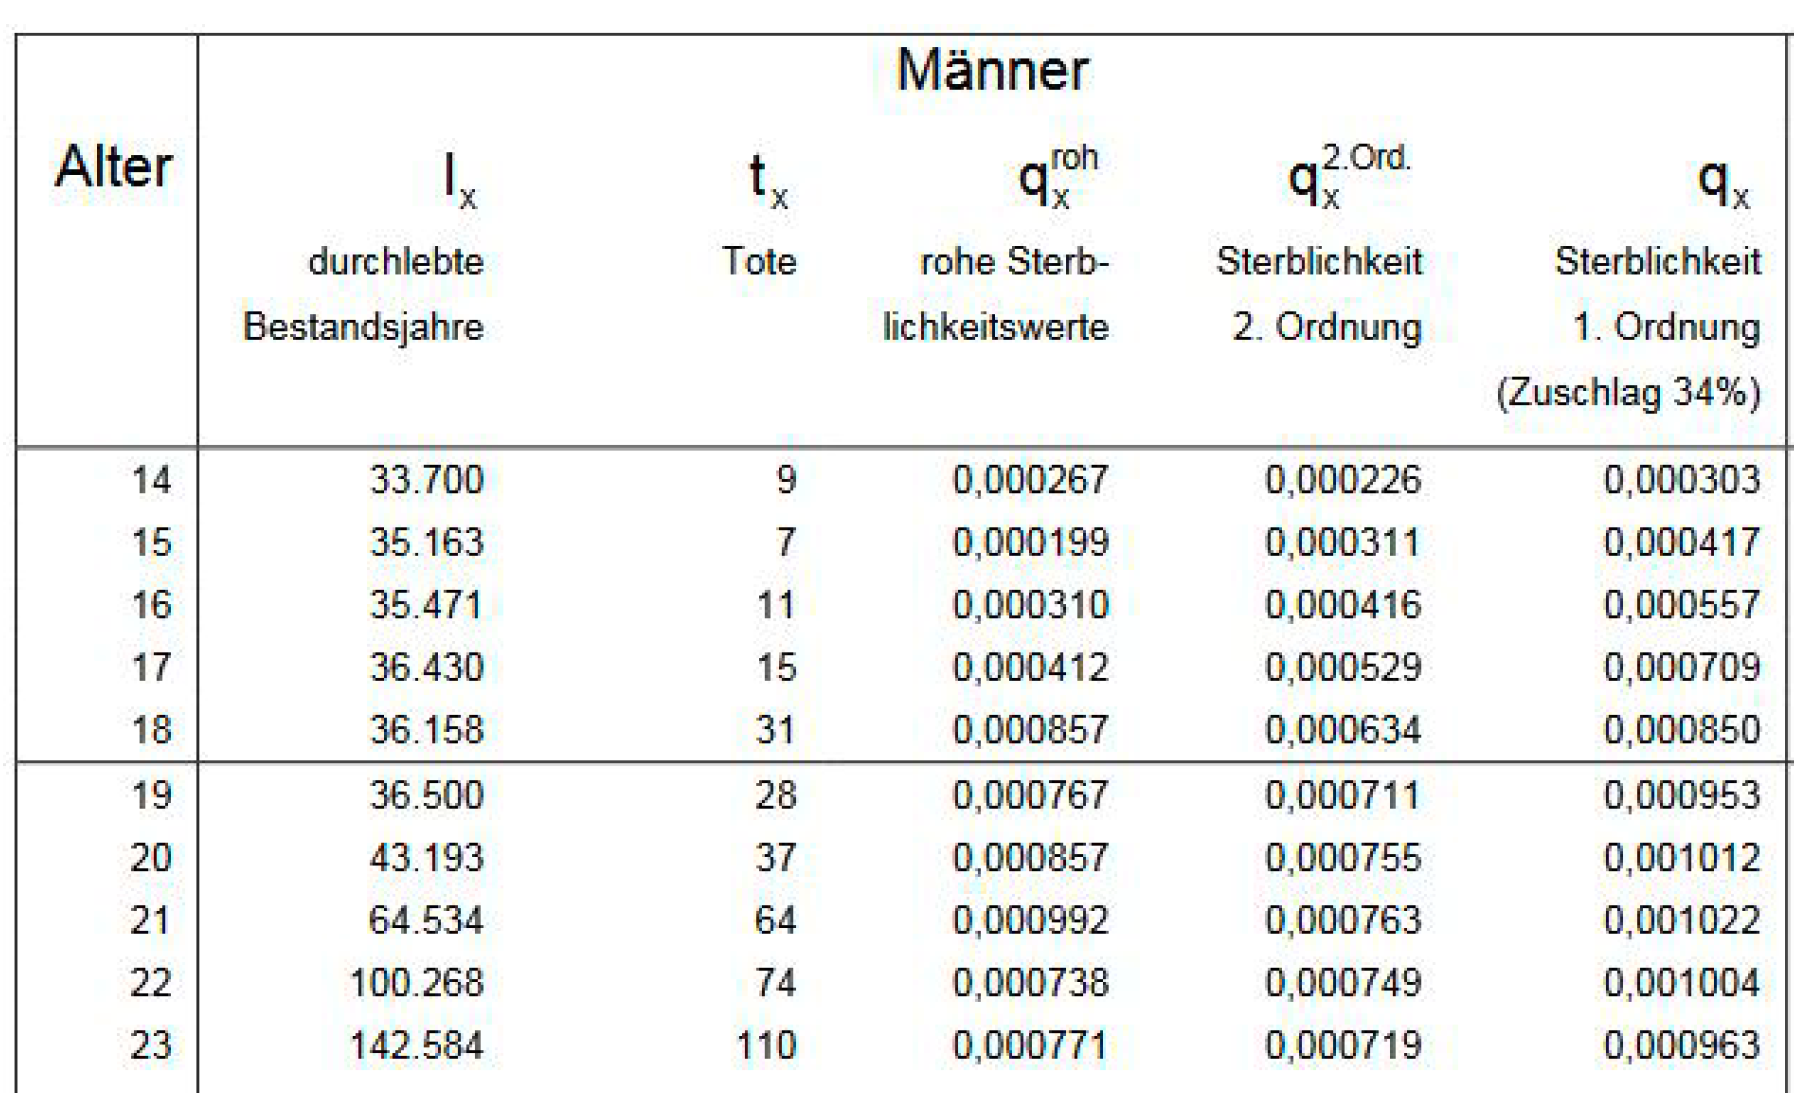 Männer
Alter l_x t_x q_x^roh q_x^2.Ord. q_x
durchlebte Tote rohe Sterb- Sterblichkeit Sterblichkeit
Bestandsjahre lichkeitswerte 2. Ordnung 1. Ordnung
(Zuschlag 34%)
14 33.700 9 0,000267 0,000226 0,000303
15 35.163 7 0,000199 0,000311 0,000417
16 35.471 11 0,000310 0,000416 0,000557
17 36.430 15 0,000412 0,000529 0,000709
18 36.158 31 0,000857 0,000634 0,000850
19 36.500 28 0,000767 0,000711 0,000953
20 43.193 37 0,000857 0,000755 0,001012
21 64.534 64 0,000992 0,000763 0,001022
22 100.268 74 0,000738 0,000749 0,001004
23 142.584 110 0,000771 0,000719 0,000963